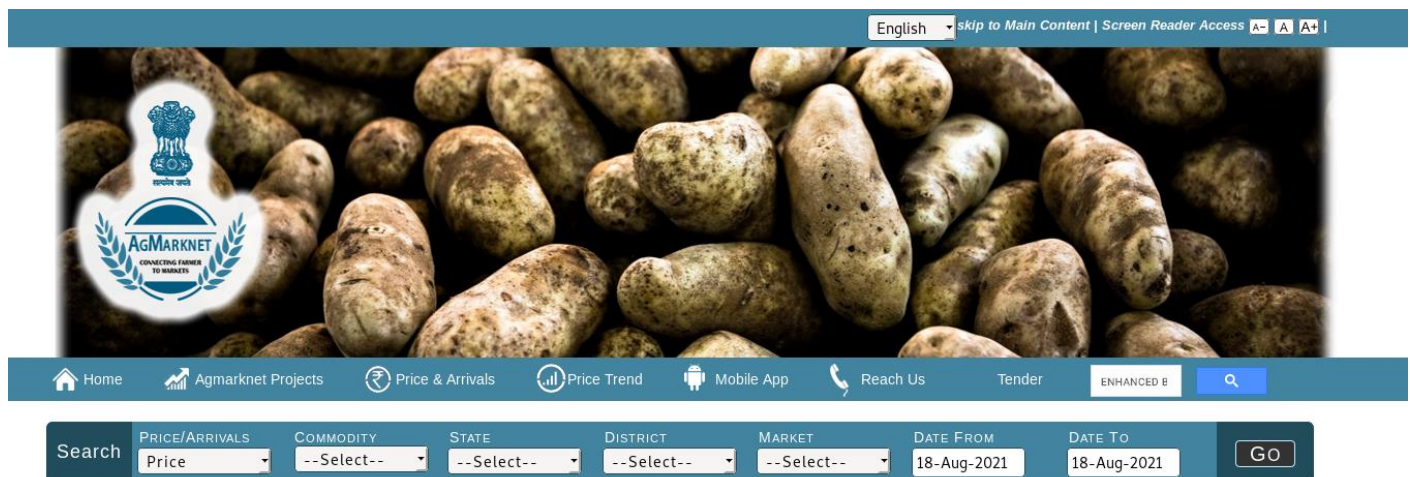 English skip to Main Content | Screen Reader Access A- A A+ |
सत्यमेव जयते
AGMARKNET
CONNECTING FARMER
TO MARKETS
Home Agmarknet Projects Price & Arrivals Price Trend Mobile App Reach Us Tender ENHANCED B
Search PRICE/ARRIVALS COMMODITY STATE DISTRICT MARKET DATE FROM DATE TO
Price --Select-- --Select-- --Select-- --Select-- 18-Aug-2021 18-Aug-2021 GO